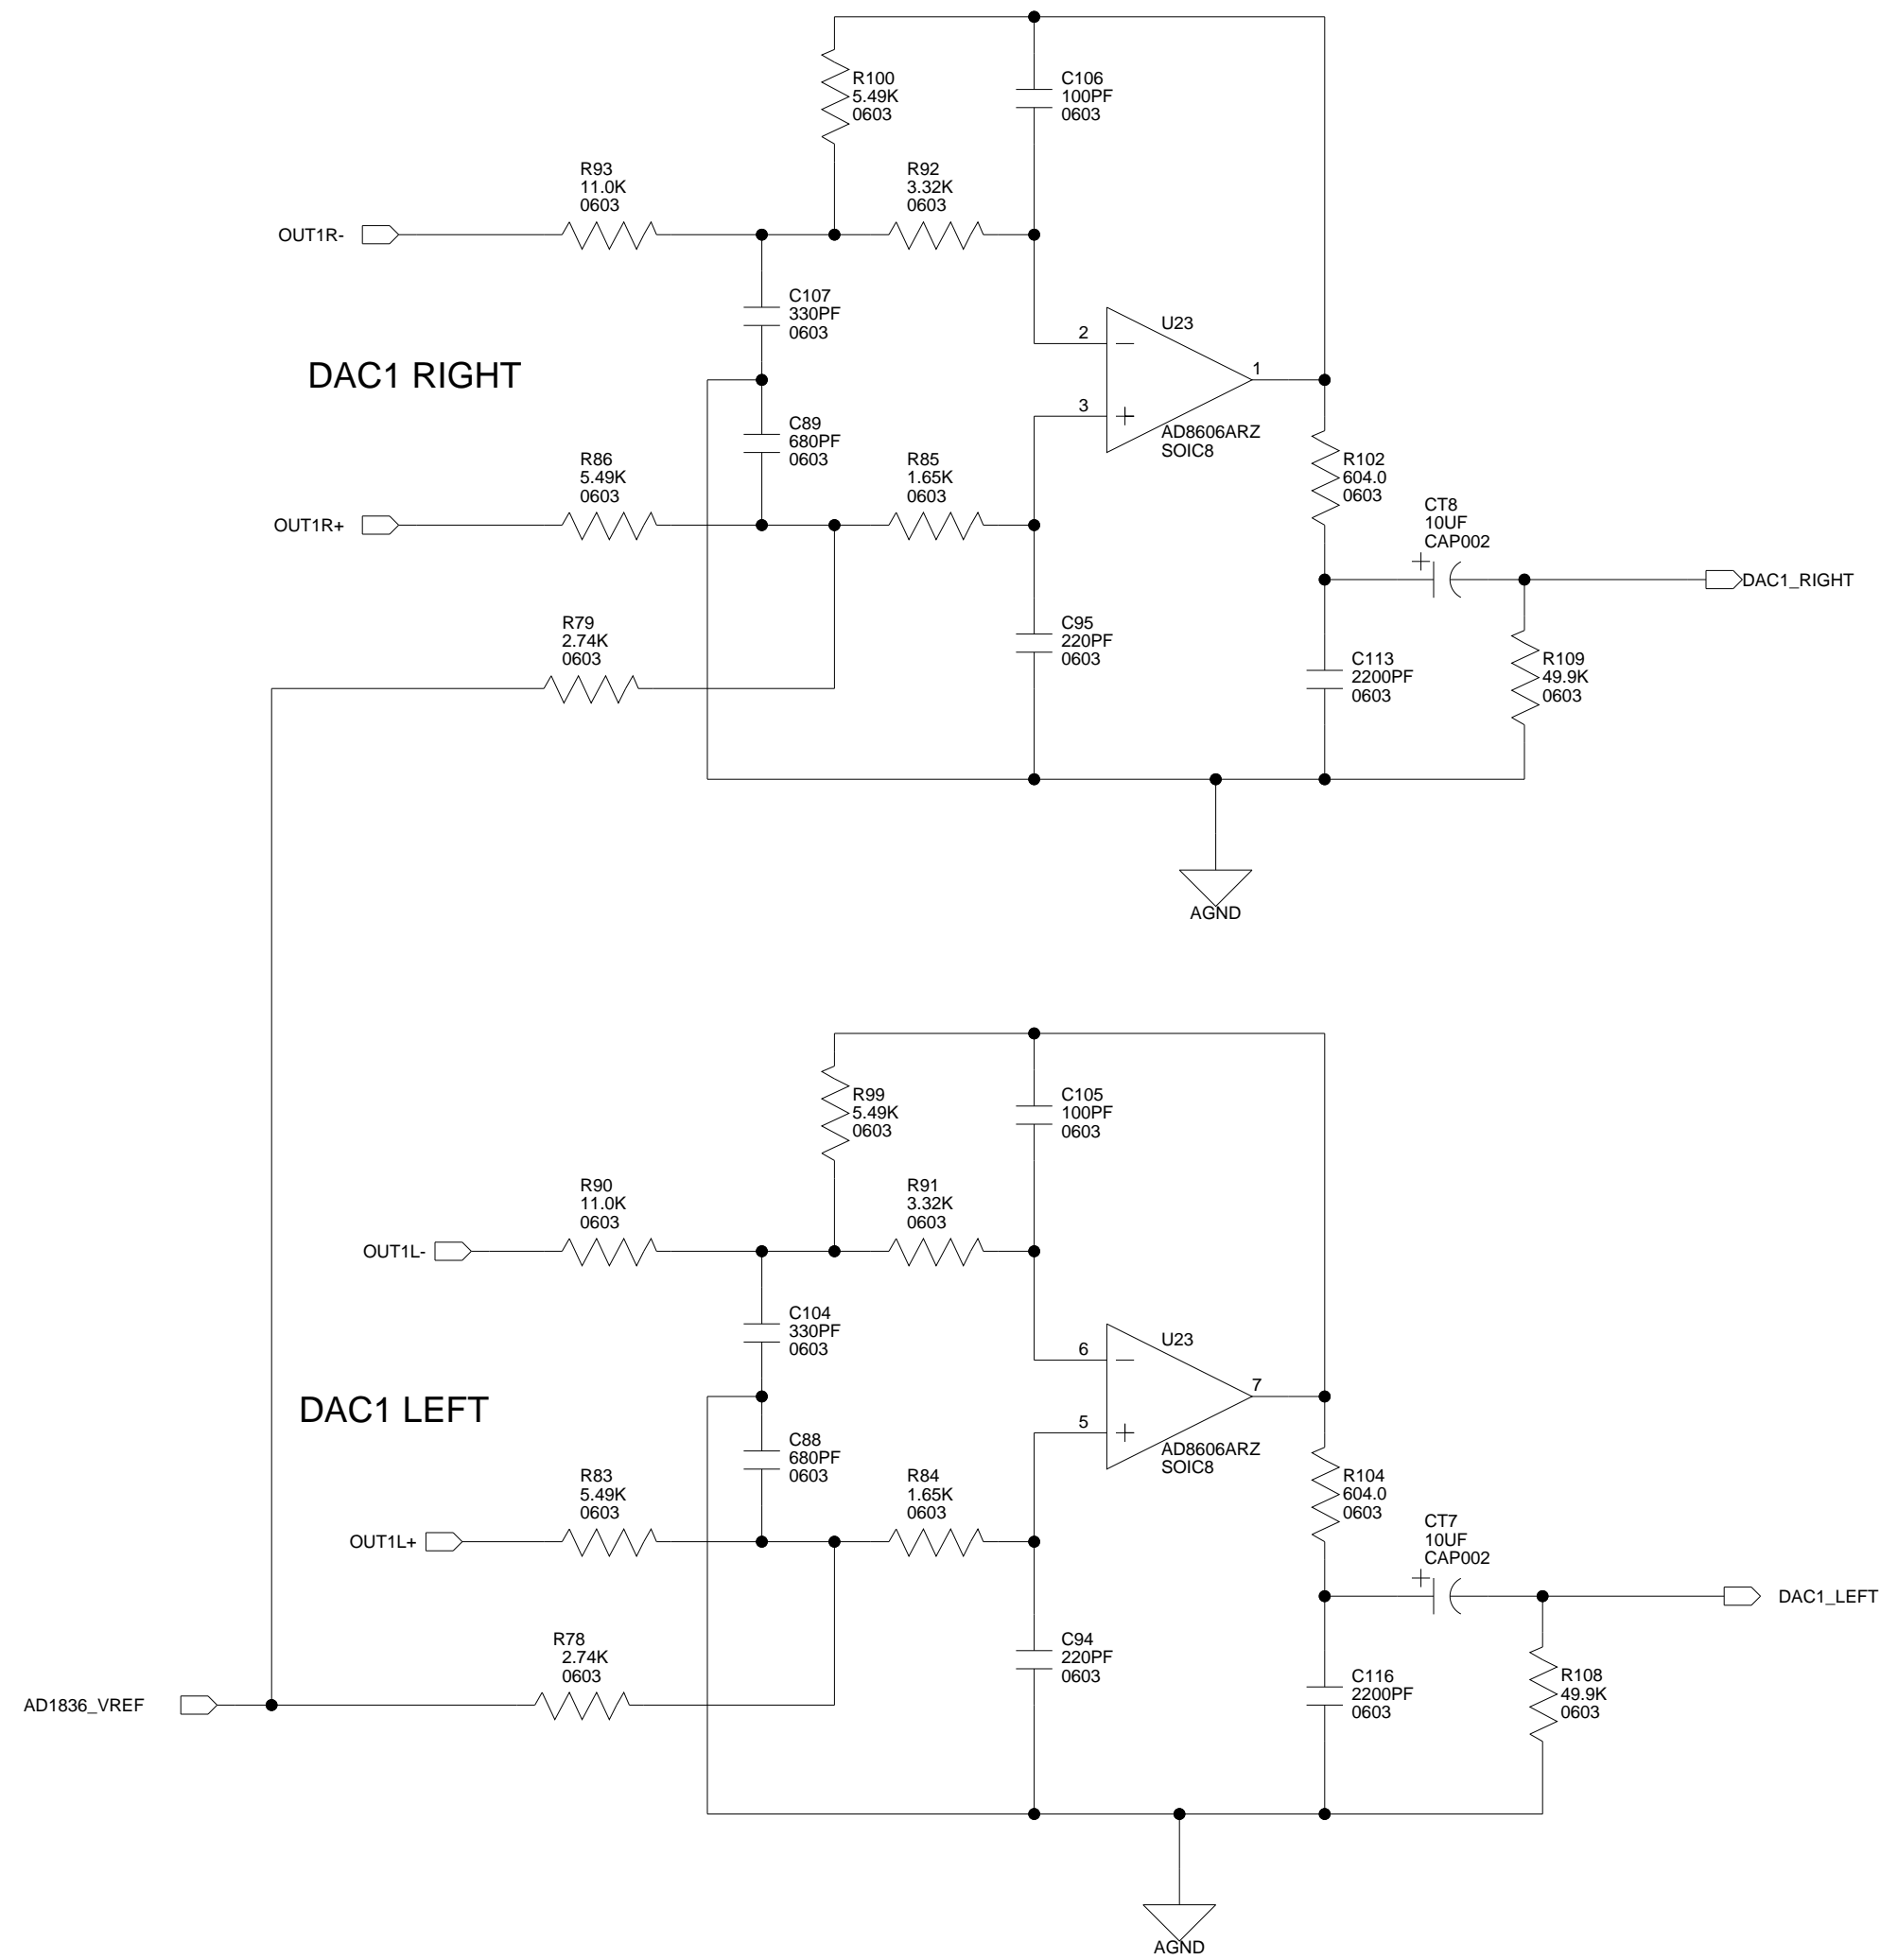 R100
5.49K
0603
C106
100PF
0603
R93
11.0K
0603
R92
3.32K
0603
OUT1R-
C107
330PF
0603
U23
2
1
DAC1 RIGHT
3
C89
680PF
0603
AD8606ARZ
SOIC8
R86
5.49K
0603
R85
1.65K
0603
R102
604.0
0603
OUT1R+
CT8
10UF
CAP002
DAC1_RIGHT
R79
2.74K
0603
C95
220PF
0603
C113
2200PF
0603
R109
49.9K
0603
AGND
R99
5.49K
0603
C105
100PF
0603
R90
11.0K
0603
R91
3.32K
0603
OUT1L-
C104
330PF
0603
U23
6
7
DAC1 LEFT
5
C88
680PF
0603
AD8606ARZ
SOIC8
R83
5.49K
0603
R84
1.65K
0603
R104
604.0
0603
OUT1L+
CT7
10UF
CAP002
DAC1_LEFT
R78
2.74K
0603
C94
220PF
0603
C116
2200PF
0603
R108
49.9K
0603
AD1836_VREF
AGND